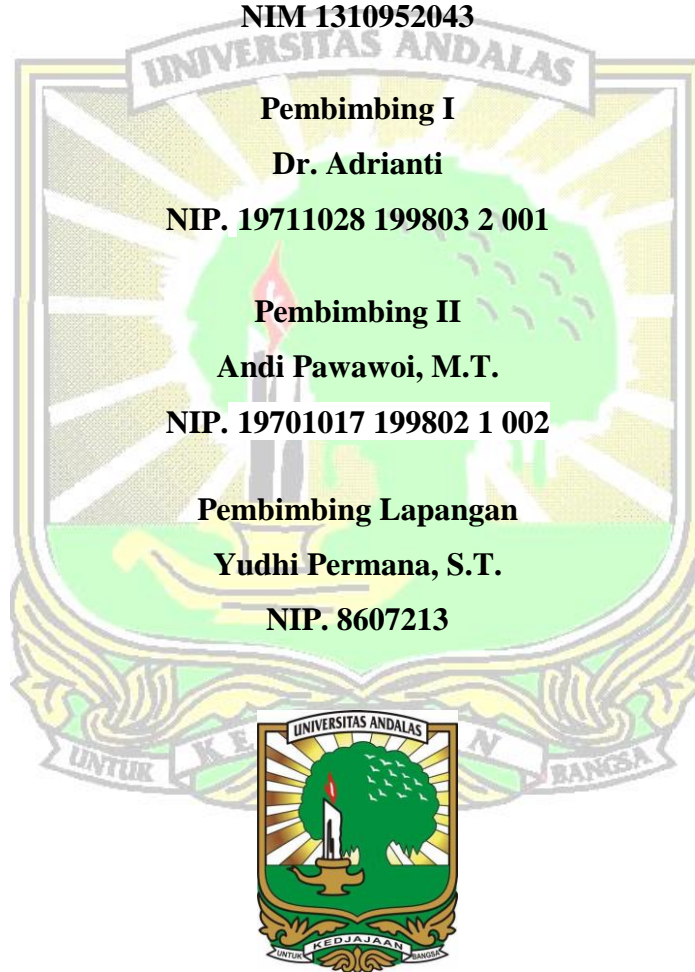 NIM 1310952043
UNIVERSITAS ANDALAS
Pembimbing I
Dr. Adrianti
NIP. 19711028 199803 2 001
Pembimbing II
Andi Pawawoi, M.T.
NIP. 19701017 199802 1 002
Pembimbing Lapangan
Yudhi Permana, S.T.
NIP. 8607213
UNIVERSITAS ANDALAS
UNTUK KEDJAJAAN BANGSA
UNTUK BANGSA